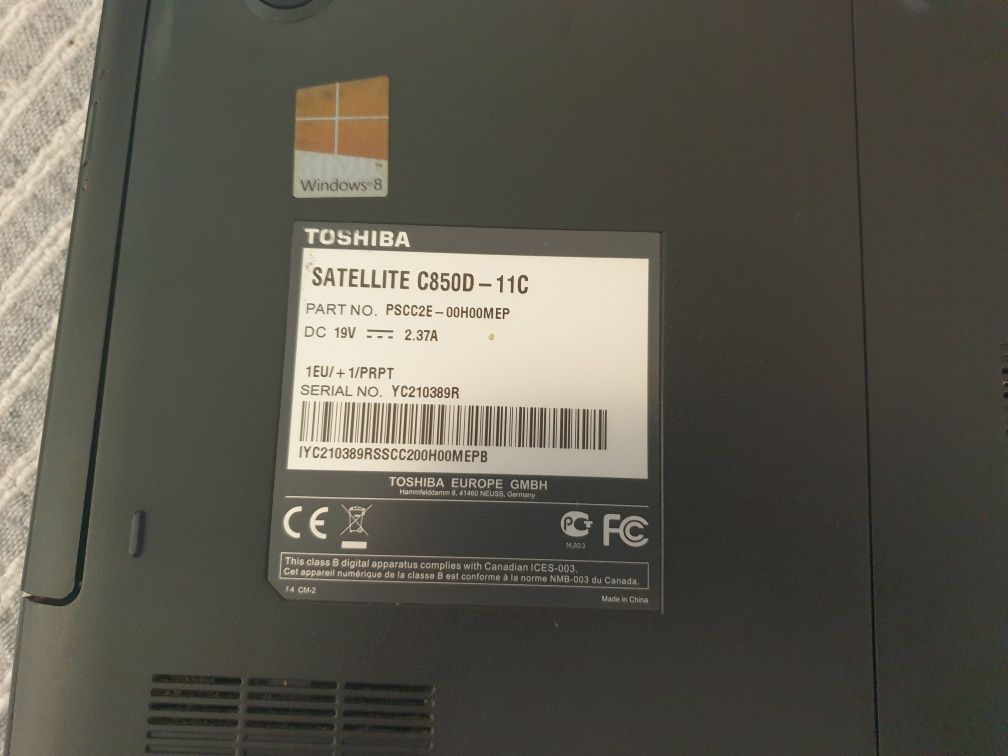 ™
Windows®8
TOSHIBA
SATELLITE C850D–11C
PART NO. PSCC2E–00H00MEP
DC 19V 2.37A
1EU/+1/PRPT
SERIAL NO. YC210389R
IYC210389RSSCC200H00MEPB
TOSHIBA EUROPE GMBH
Hammfelddamm 8, 41460 NEUSS, Germany
CE
FC
This class B digital apparatus complies with Canadian ICES-003.
Cet appareil numérique de la classe B est conforme à la norme NMB-003 du Canada.
CM-2
Made in China